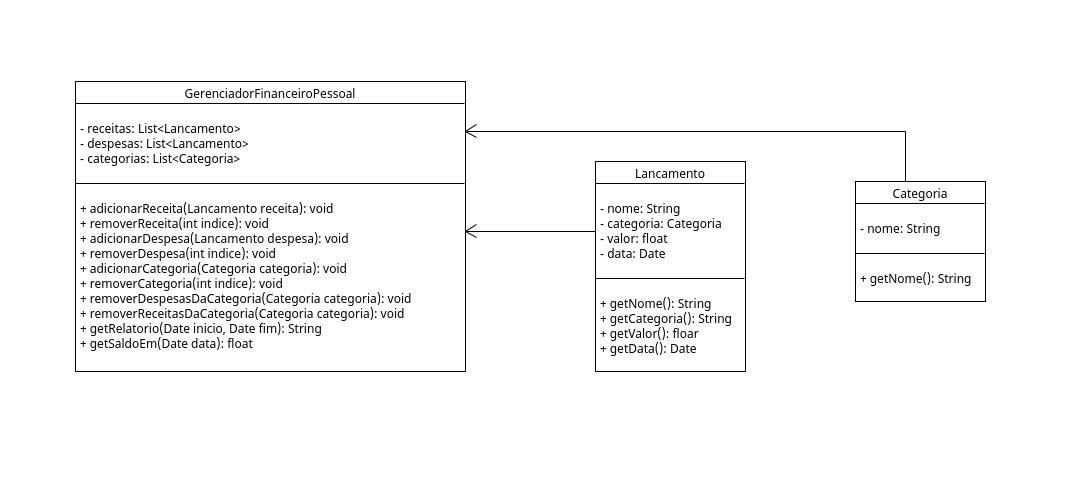 GerenciadorFinanceiroPessoal
- receitas: List<Lancamento>
- despesas: List<Lancamento>
- categorias: List<Categoria>
+ adicionarReceita(Lancamento receita): void
+ removerReceita(int indice): void
+ adicionarDespesa(Lancamento despesa): void
+ removerDespesa(int indice): void
+ adicionarCategoria(Categoria categoria): void
+ removerCategoria(int indice): void
+ removerDespesasDaCategoria(Categoria categoria): void
+ removerReceitasDaCategoria(Categoria categoria): void
+ getRelatorio(Date inicio, Date fim): String
+ getSaldoEm(Date data): float
Lancamento
- nome: String
- categoria: Categoria
- valor: float
- data: Date
+ getNome(): String
+ getCategoria(): String
+ getValor(): floar
+ getData(): Date
Categoria
- nome: String
+ getNome(): String